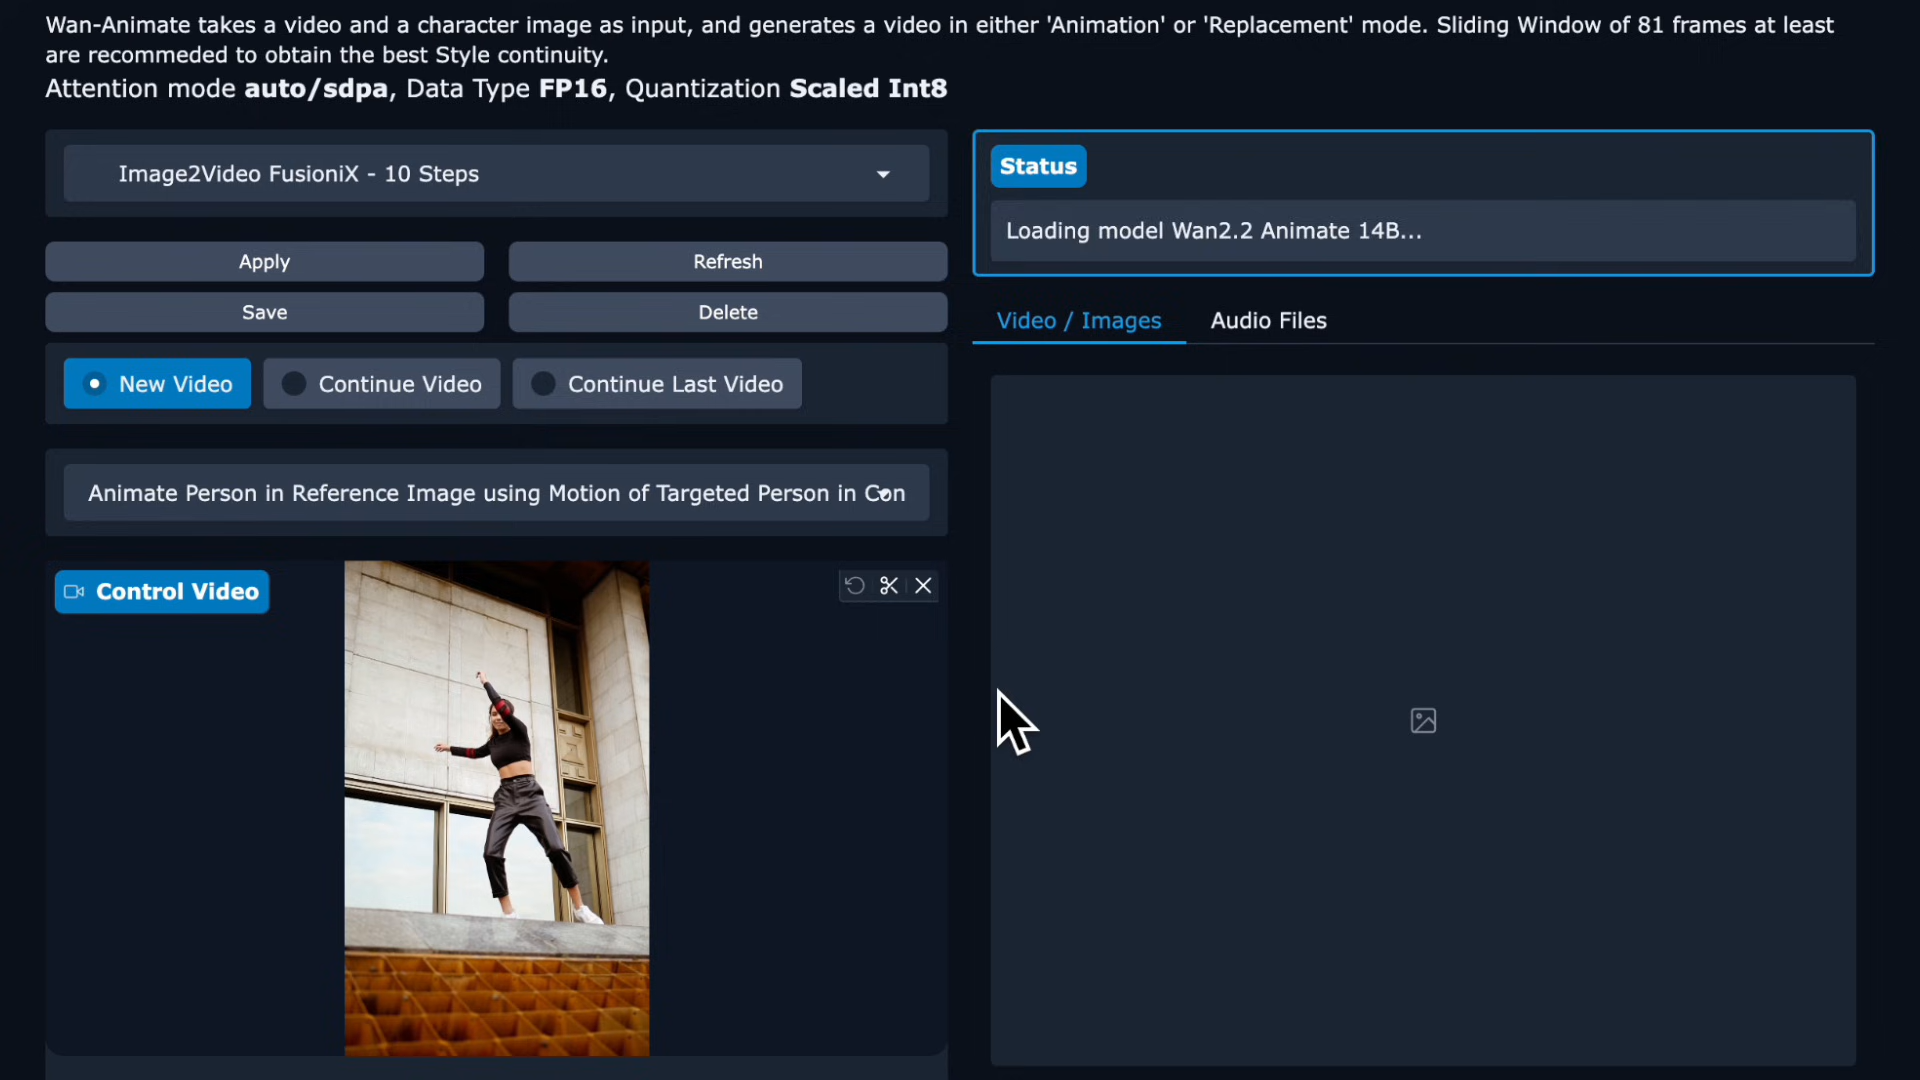 Wan-Animate takes a video and a character image as input, and generates a video in either 'Animation' or 'Replacement' mode. Sliding Window of 81 frames at least
are recommeded to obtain the best Style continuity.
Attention mode auto/sdpa, Data Type FP16, Quantization Scaled Int8
Image2Video FusioniX - 10 Steps
Apply
Refresh
Save
Delete
New Video
Continue Video
Continue Last Video
Animate Person in Reference Image using Motion of Targeted Person in Con
Control Video
Status
Loading model Wan2.2 Animate 14B...
Video / Images
Audio Files